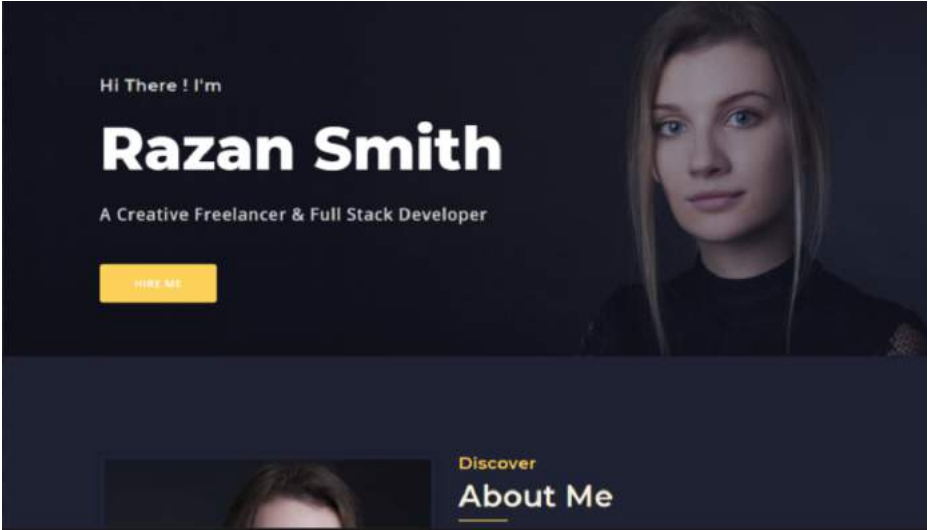 Hi There ! I'm
Razan Smith
A Creative Freelancer & Full Stack Developer
HIRE ME
Discover
About Me